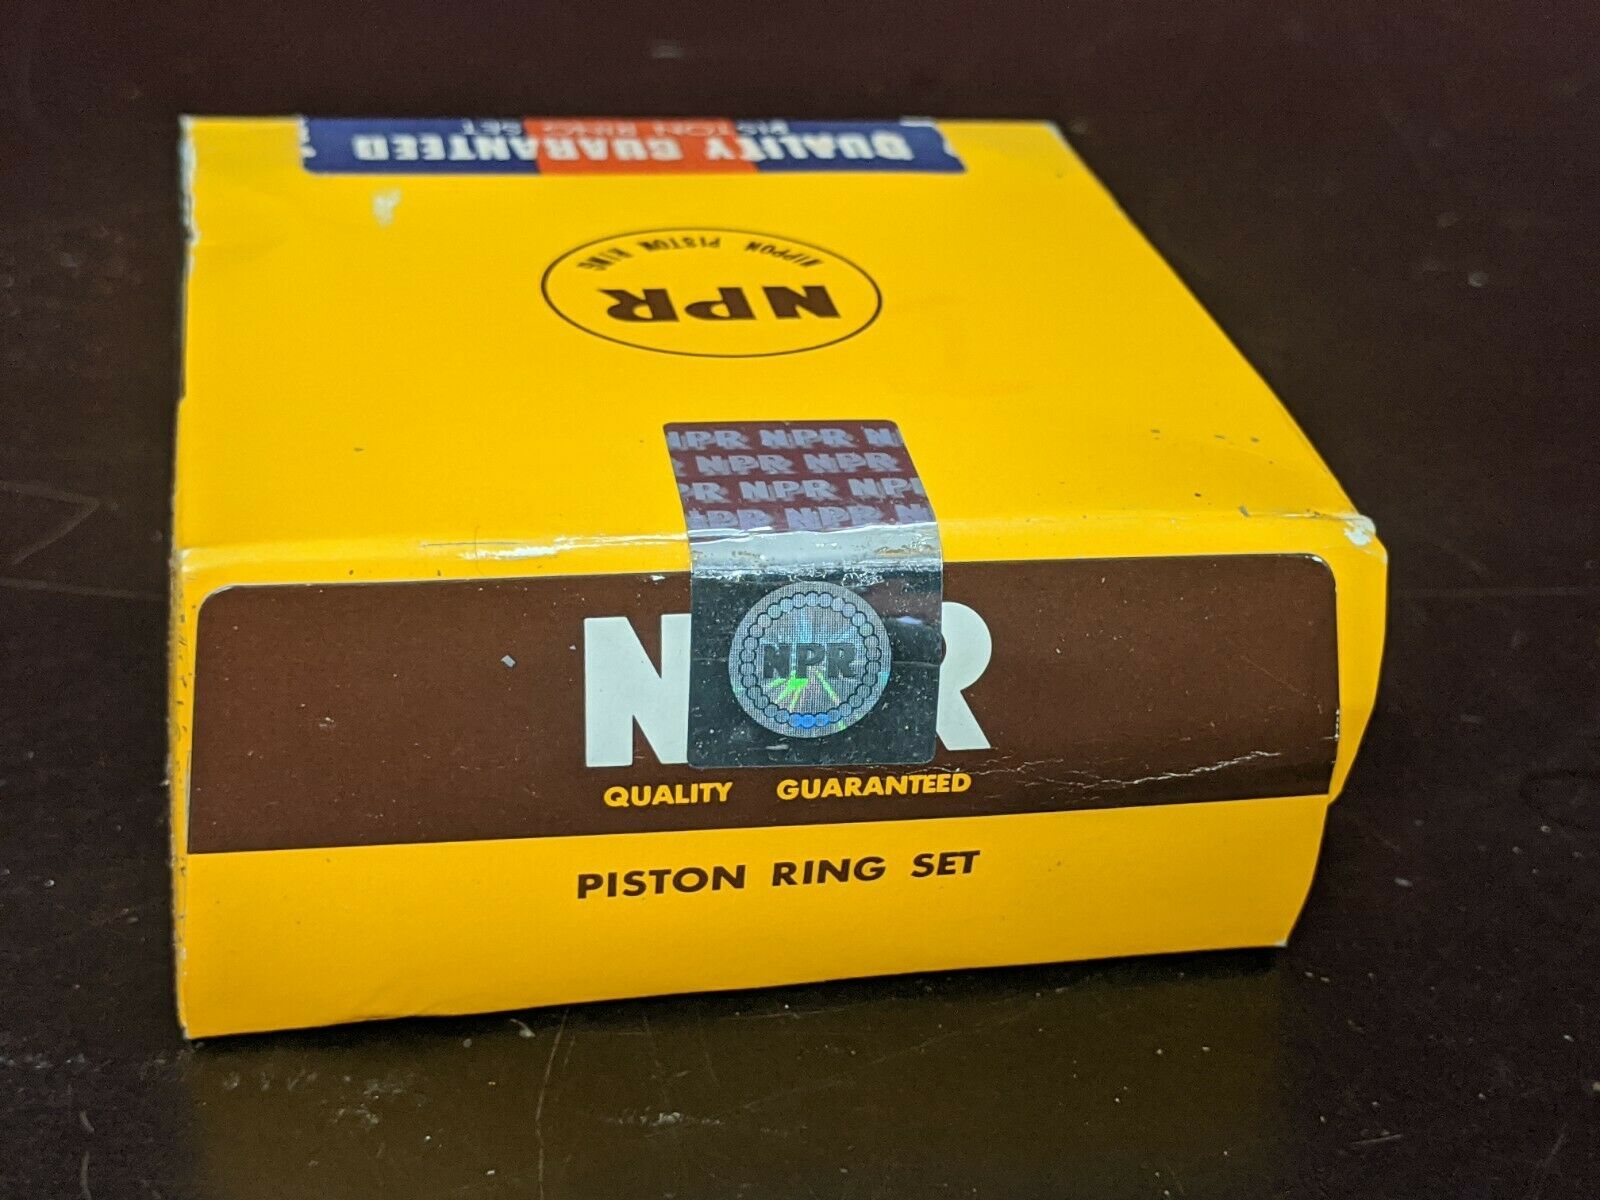 QUALITY GUARANTEED
PISTON RING SET
NPR
NIPPON PISTON RING
NPR NPR N
NPR NPR
PR NPR NPR
NPR NPR N
NPR
N R
QUALITY GUARANTEED
PISTON RING SET